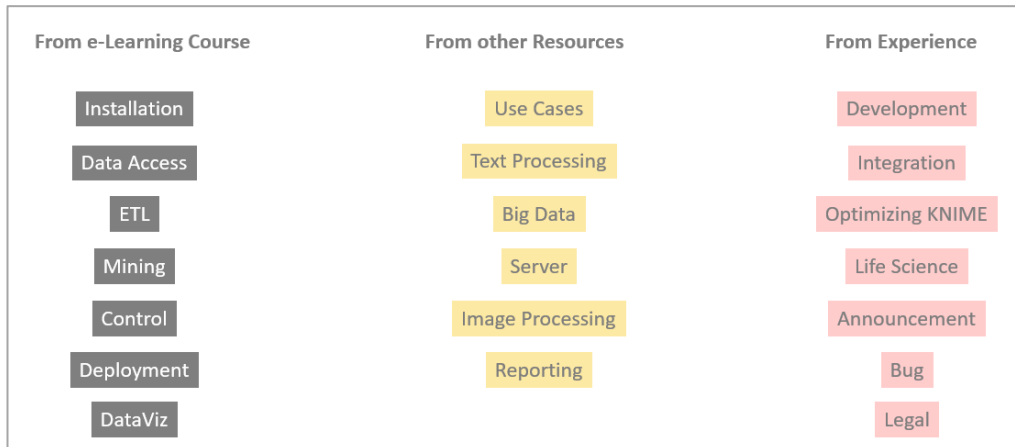 From e-Learning Course
Installation
Data Access
ETL
Mining
Control
Deployment
DataViz
From other Resources
Use Cases
Text Processing
Big Data
Server
Image Processing
Reporting
From Experience
Development
Integration
Optimizing KNIME
Life Science
Announcement
Bug
Legal